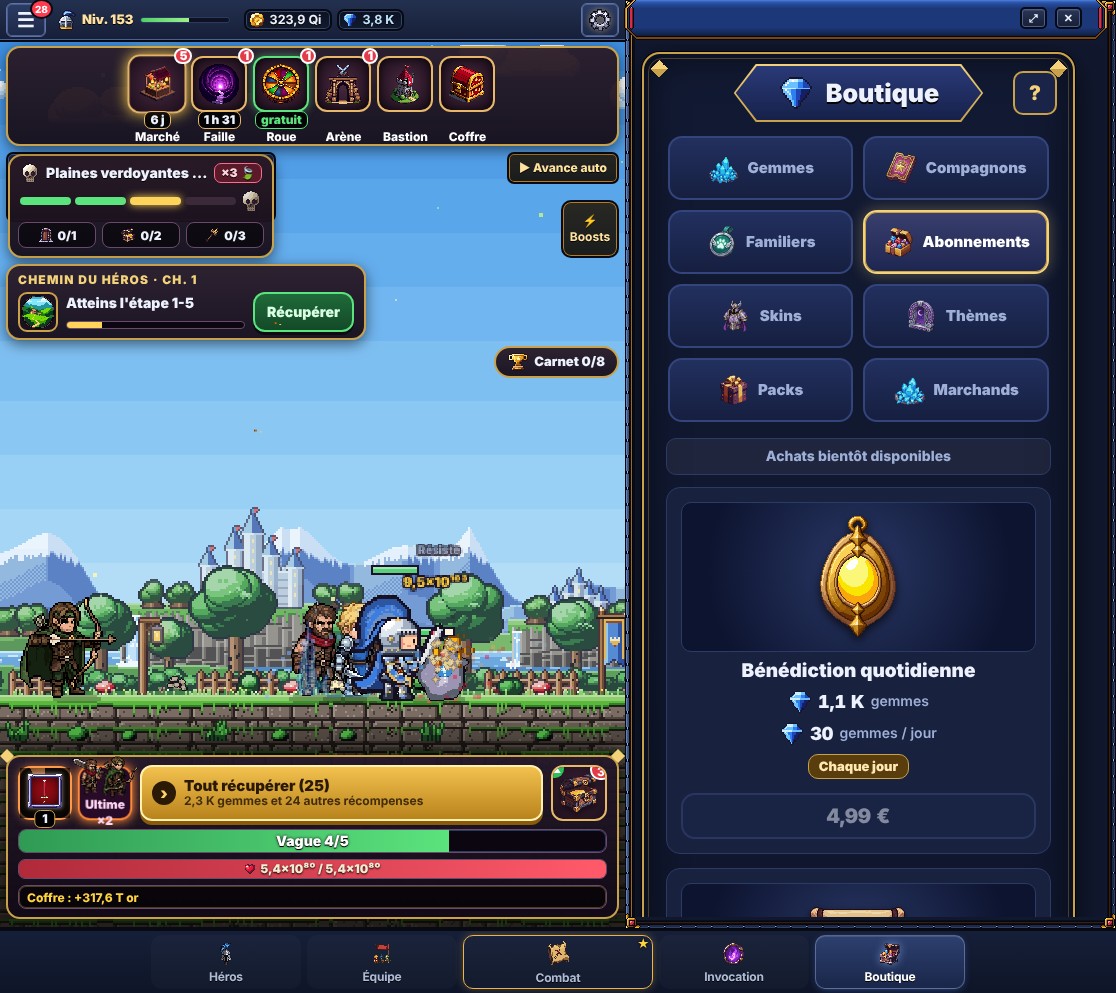 28
Niv. 153
323,9 Qi
3,8 K
5
6 j
Marché
1
1 h 31
Faille
1
gratuit
Roue
1
Arène
Bastion
Coffre
Plaines verdoyantes ...
×3
0/1
0/2
0/3
Avance auto
Boosts
CHEMIN DU HÉROS · CH. 1
Atteins l'étape 1-5
Récupérer
Carnet 0/8
Résiste
9,5×10¹⁰³
1
Ultime
×2
Tout récupérer (25)
2,3 K gemmes et 24 autres récompenses
3
Vague 4/5
5,4×10⁸⁰ / 5,4×10⁸⁰
Coffre : +317,6 T or
Boutique
?
Gemmes
Compagnons
Familiers
Abonnements
Skins
Thèmes
Packs
Marchands
Achats bientôt disponibles
Bénédiction quotidienne
1,1 K gemmes
30 gemmes / jour
Chaque jour
4,99 €
Héros
Équipe
Combat
Invocation
Boutique